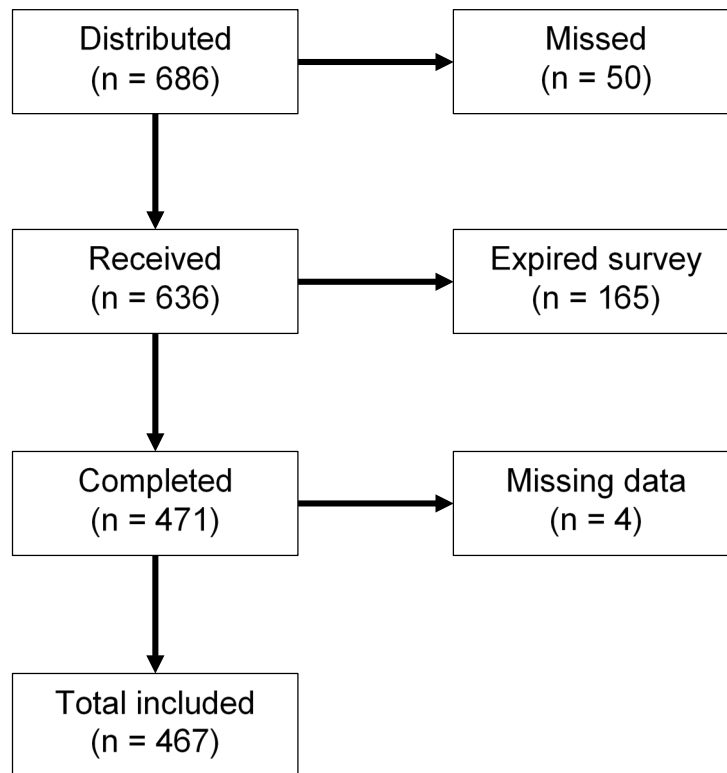 Distributed
(n = 686)
Missed
(n = 50)
Received
(n = 636)
Expired survey
(n = 165)
Completed
(n = 471)
Missing data
(n = 4)
Total included
(n = 467)